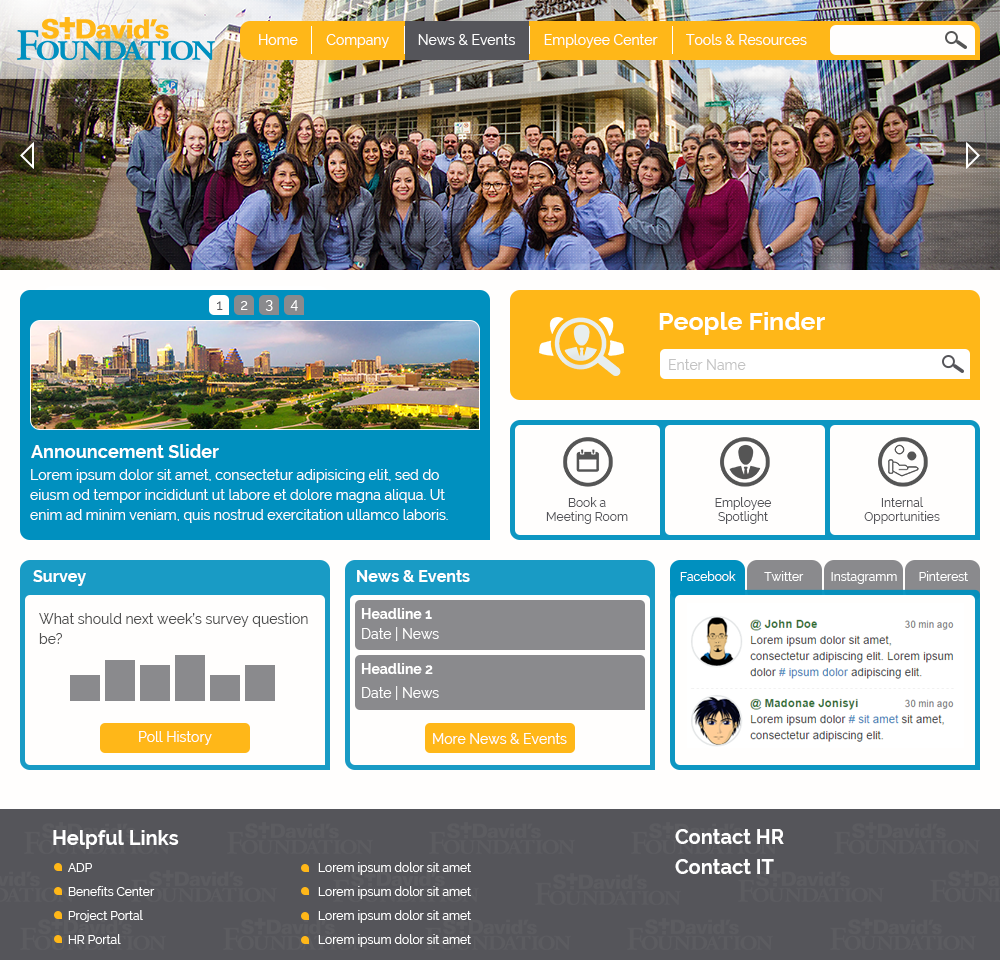 St David's
FOUNDATION
Home
Company
News & Events
Employee Center
Tools & Resources
1 2 3 4
Announcement Slider
Lorem ipsum dolor sit amet, consectetur adipisicing elit, sed do
eiusm od tempor incididunt ut labore et dolore magna aliqua. Ut
enim ad minim veniam, quis nostrud exercitation ullamco laboris.
People Finder
Enter Name
Book a
Meeting Room
Employee
Spotlight
Internal
Opportunities
Survey
What should next week's survey question
be?
Poll History
News & Events
Headline 1
Date | News
Headline 2
Date | News
More News & Events
Facebook
Twitter
Instagramm
Pinterest
@ John Doe
30 min ago
Lorem ipsum dolor sit amet,
consectetur adipiscing elit. Lorem ipsum
dolor # ipsum dolor adipiscing elit.
@ Madonae Jonisyi
30 min ago
Lorem ipsum dolor # sit amet sit amet,
consectetur adipiscing elit.
Helpful Links
ADP
Benefits Center
Project Portal
HR Portal
Lorem ipsum dolor sit amet
Lorem ipsum dolor sit amet
Lorem ipsum dolor sit amet
Lorem ipsum dolor sit amet
Contact HR
Contact IT